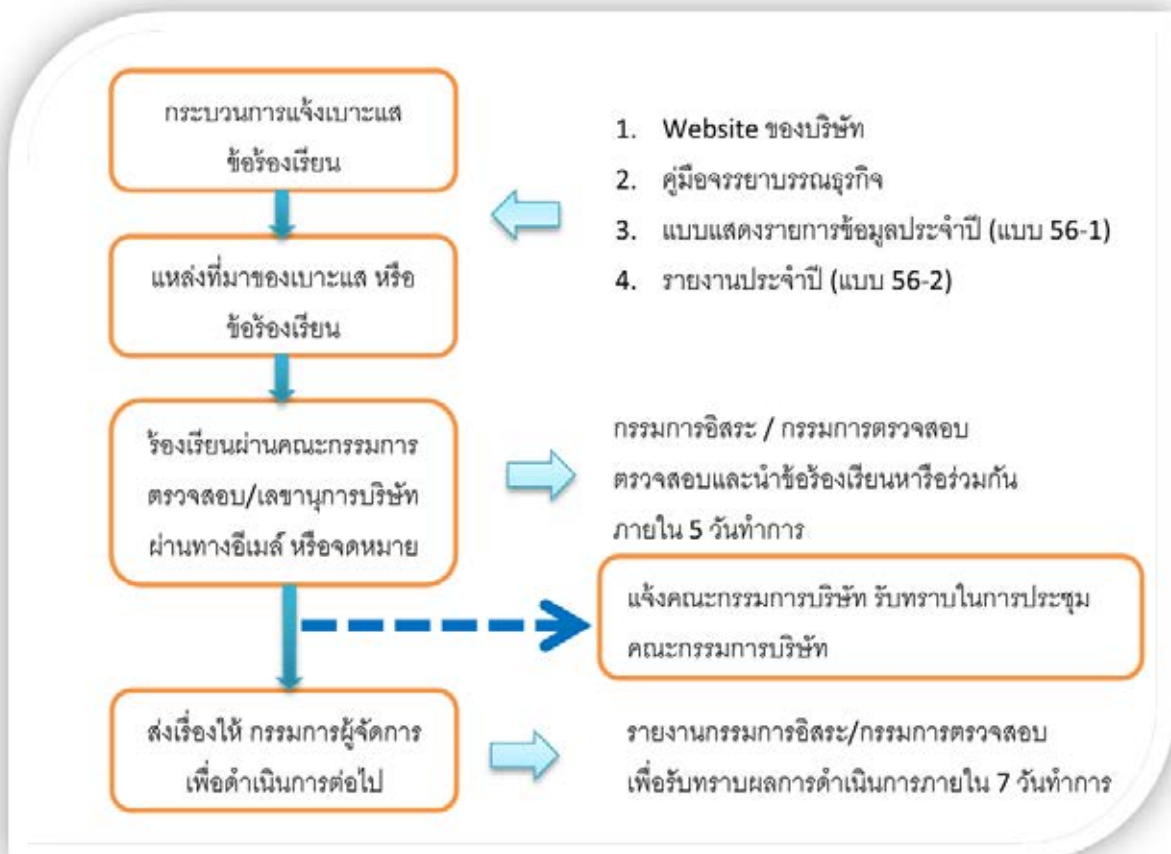 กระบวนการแจ้งเบาะแส
ข้อร้องเรียน
1. Website ของบริษัท
2. คู่มือจรรยาบรรณธุรกิจ
3. แบบแสดงรายการข้อมูลประจำปี (แบบ 56-1)
4. รายงานประจำปี (แบบ 56-2)
แหล่งที่มาของเบาะแส หรือ
ข้อร้องเรียน
ร้องเรียนผ่านคณะกรรมการ
ตรวจสอบ/เลขานุการบริษัท
ผ่านทางอีเมล์ หรือจดหมาย
กรรมการอิสระ / กรรมการตรวจสอบ
ตรวจสอบและนำข้อร้องเรียนหารือร่วมกัน
ภายใน 5 วันทำการ
แจ้งคณะกรรมการบริษัท รับทราบในการประชุม
คณะกรรมการบริษัท
ส่งเรื่องให้ กรรมการผู้จัดการ
เพื่อดำเนินการต่อไป
รายงานกรรมการอิสระ/กรรมการตรวจสอบ
เพื่อรับทราบผลการดำเนินการภายใน 7 วันทำการ